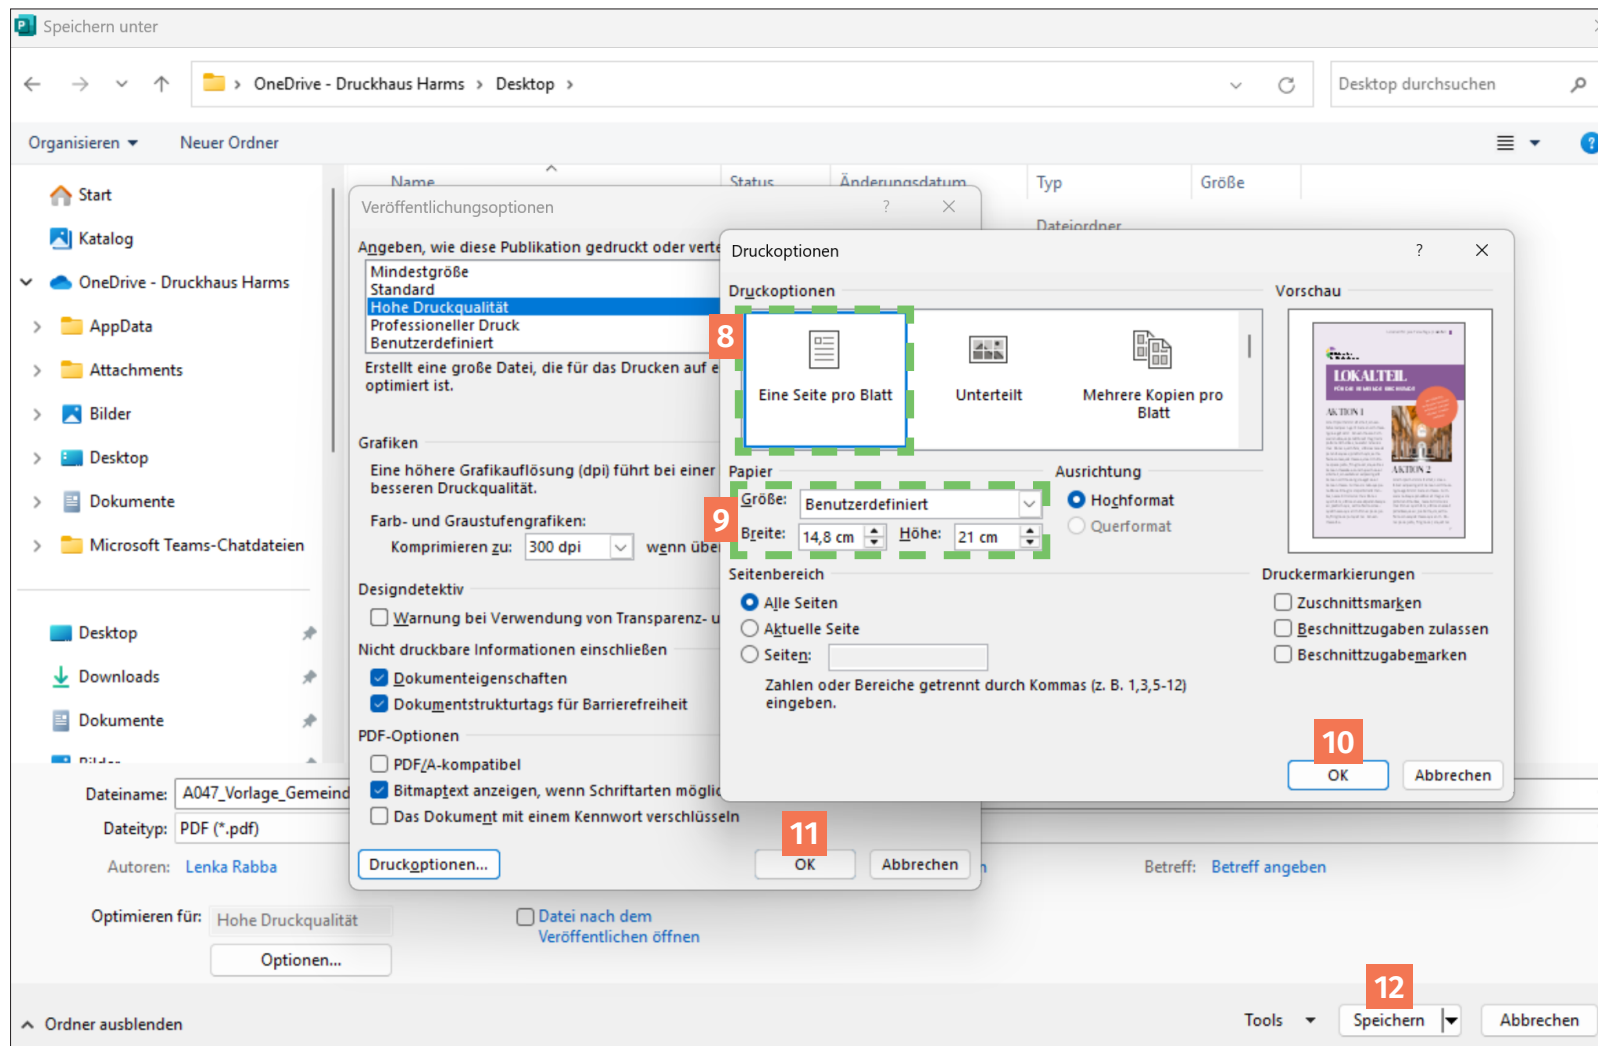 Speichern unter
OneDrive - Druckhaus Harms > Desktop >
Desktop durchsuchen
Organisieren
Neuer Ordner
Name
Status
Änderungsdatum
Typ
Größe
Dateiordner
Start
Katalog
OneDrive - Druckhaus Harms
AppData
Attachments
Bilder
Desktop
Dokumente
Microsoft Teams-Chatdateien
Desktop
Downloads
Dokumente
Bilder
Veröffentlichungsoptionen
?
Angeben, wie diese Publikation gedruckt oder verte
Mindestgröße
Standard
Hohe Druckqualität
Professioneller Druck
Benutzerdefiniert
Erstellt eine große Datei, die für das Drucken auf e
optimiert ist.
Grafiken
Eine höhere Grafikauflösung (dpi) führt bei einer
besseren Druckqualität.
Farb- und Graustufengrafiken:
Komprimieren zu: 300 dpi wenn über
Designdetektiv
Warnung bei Verwendung von Transparenz- u
Nicht druckbare Informationen einschließen
Dokumenteigenschaften
Dokumentstrukturtags für Barrierefreiheit
PDF-Optionen
PDF/A-kompatibel
Bitmaptext anzeigen, wenn Schriftarten möglic
Das Dokument mit einem Kennwort verschlüsseln
Druckoptionen...
11
OK
Abbrechen
Druckoptionen
?
Druckoptionen
8
Eine Seite pro Blatt
Unterteilt
Mehrere Kopien pro
Blatt
Vorschau
LOKALTEIL
AKTION 1
AKTION 2
Papier
9
Größe: Benutzerdefiniert
Breite: 14,8 cm Höhe: 21 cm
Ausrichtung
Hochformat
Querformat
Seitenbereich
Alle Seiten
Aktuelle Seite
Seiten:
Zahlen oder Bereiche getrennt durch Kommas (z. B. 1,3,5-12)
eingeben.
Druckermarkierungen
Zuschnittsmarken
Beschnittzugaben zulassen
Beschnittzugabemarken
10
OK
Abbrechen
Dateiname: A047_Vorlage_Gemeind
Dateityp: PDF (*.pdf)
Autoren: Lenka Rabba
Betreff: Betreff angeben
Optimieren für: Hohe Druckqualität
Datei nach dem
Veröffentlichen öffnen
Optionen...
12
Ordner ausblenden
Tools
Speichern
Abbrechen